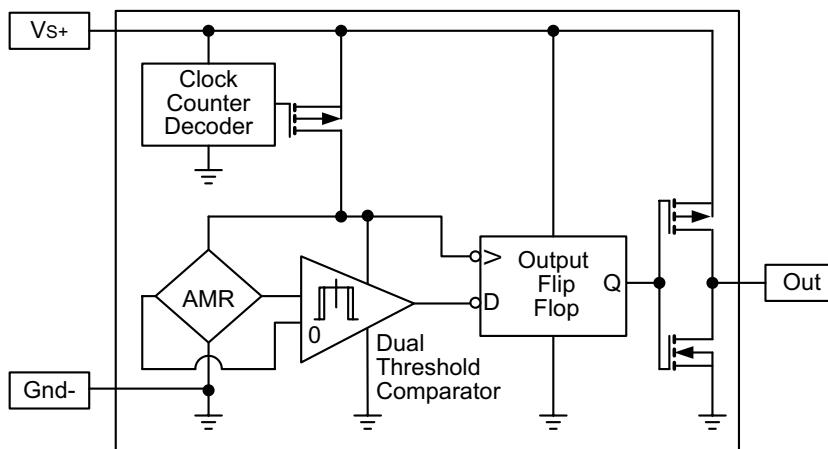 Vs+
Clock
Counter
Decoder
AMR
0
Dual
Threshold
Comparator
V
D
Output
Flip
Flop
Q
Out
Gnd-